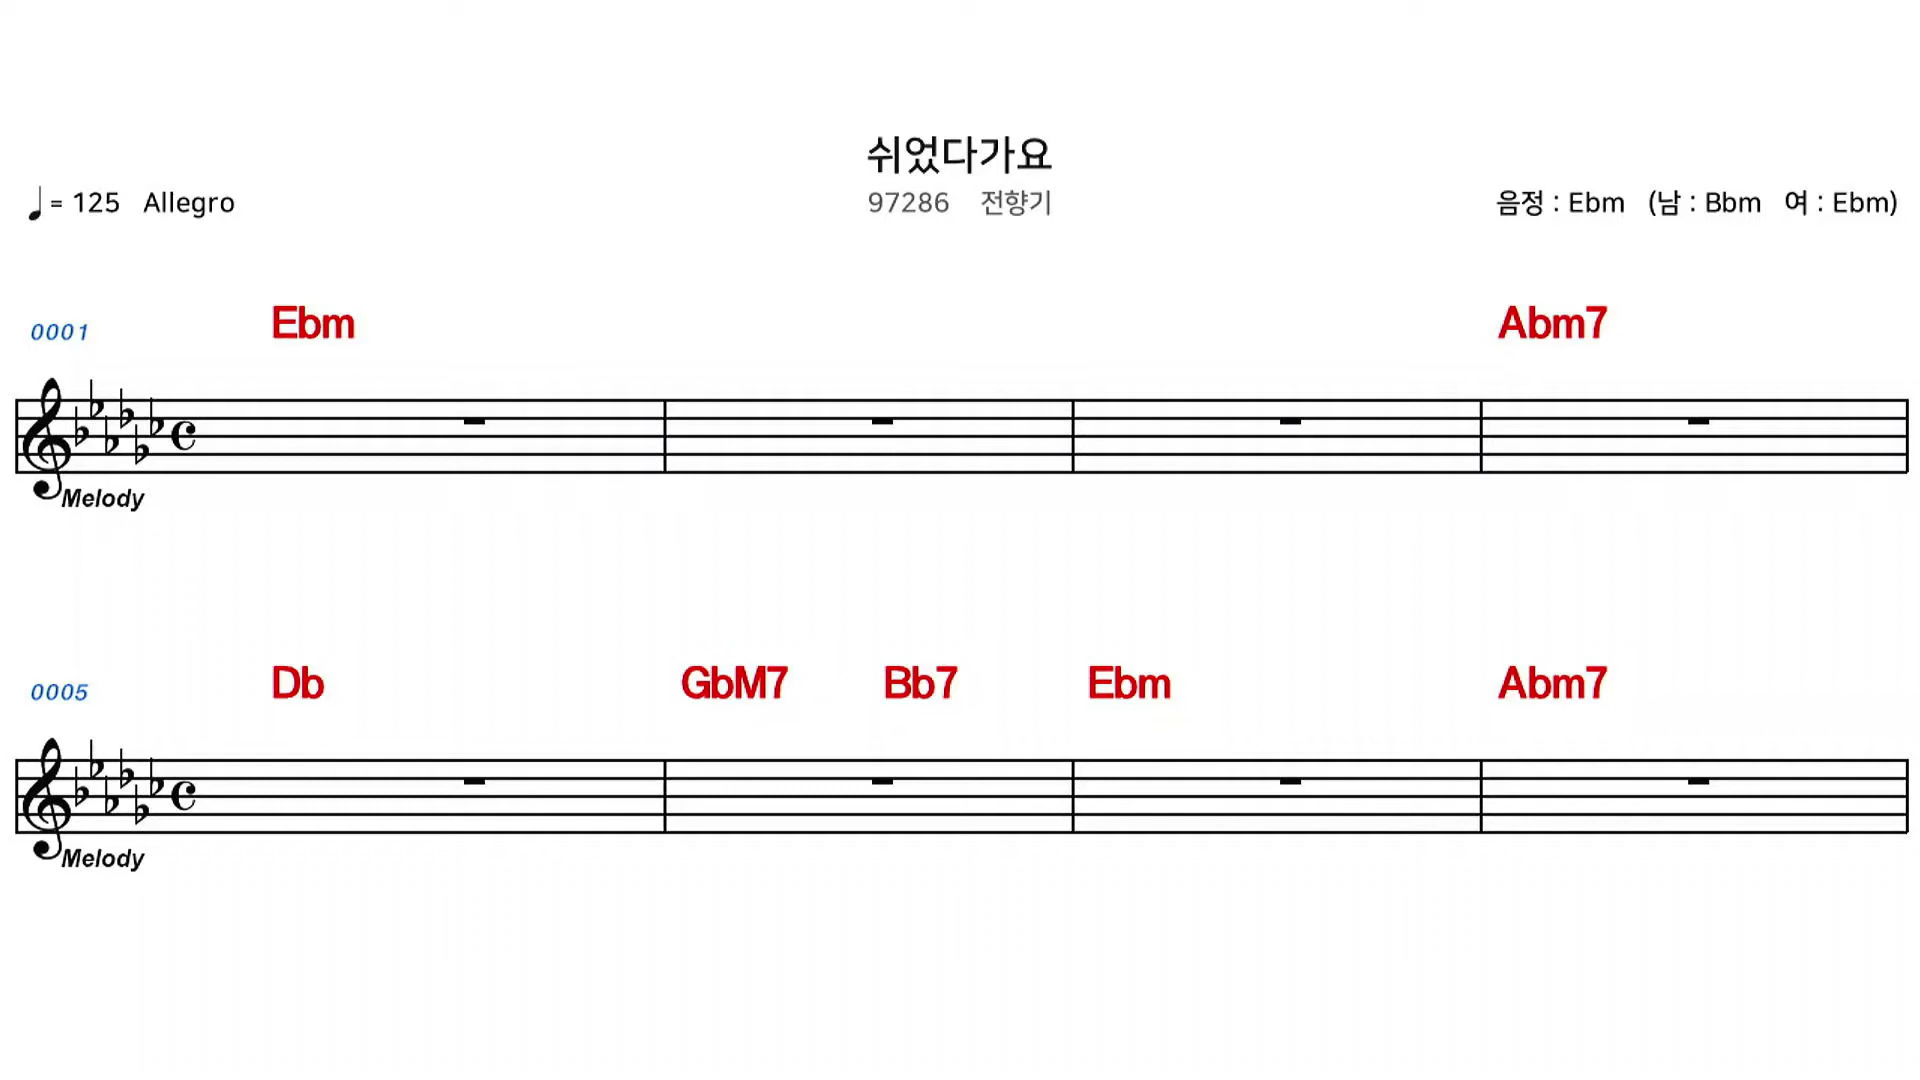 쉬었다가요
♩= 125 Allegro
97286 전향기
음정 : Ebm (남 : Bbm 여 : Ebm)
0001 Ebm Abm7
Melody
0005 Db GbM7 Bb7 Ebm Abm7
Melody